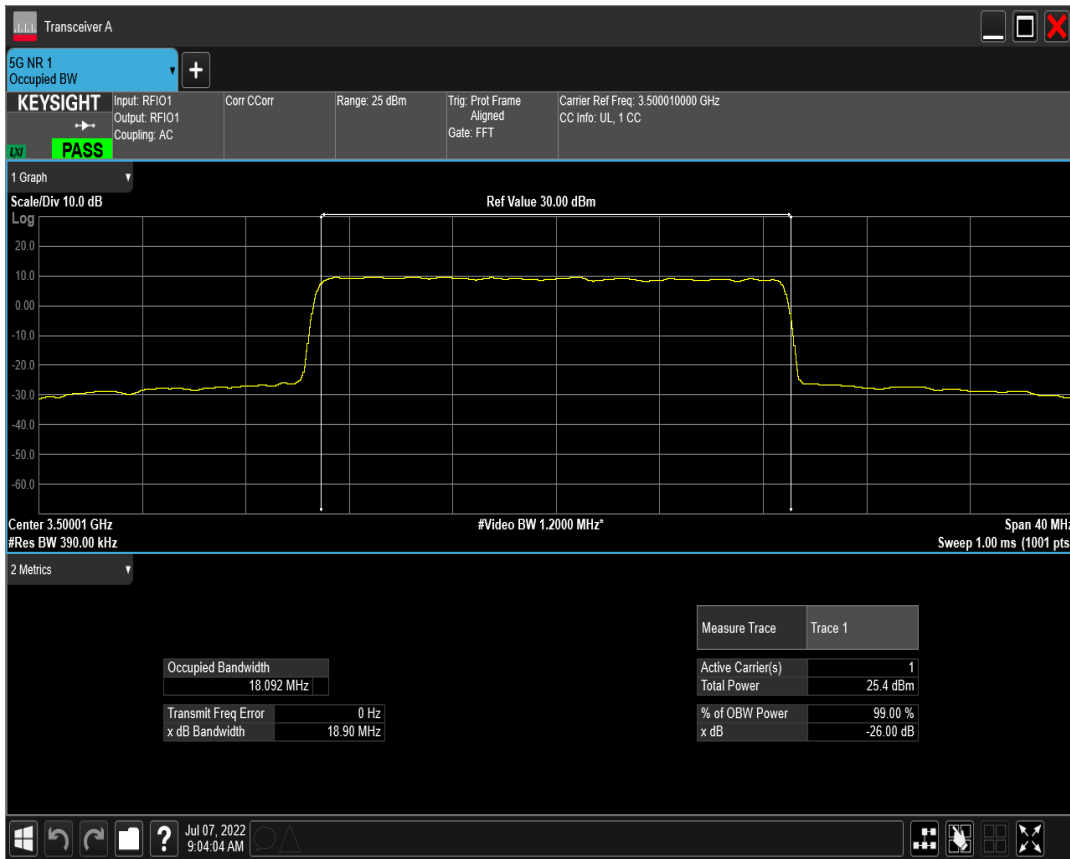 Transceiver A
5G NR 1
Occupied BW
KEYSIGHT
LXI
PASS
Input: RFIO1
Output: RFIO1
Coupling: AC
Corr CCorr
Range: 25 dBm
Trig: Prot Frame
Aligned
Gate: FFT
Carrier Ref Freq: 3.500010000 GHz
CC Info: UL, 1 CC
1 Graph
Scale/Div 10.0 dB
Ref Value 30.00 dBm
Log
20.0
10.0
0.00
-10.0
-20.0
-30.0
-40.0
-50.0
-60.0
Center 3.50001 GHz
#Video BW 1.2000 MHz*
Span 40 MHz
#Res BW 390.00 kHz
Sweep 1.00 ms (1001 pts
2 Metrics
Measure Trace Trace 1
Occupied Bandwidth
18.092 MHz
Active Carrier(s) 1
Total Power 25.4 dBm
Transmit Freq Error 0 Hz
x dB Bandwidth 18.90 MHz
% of OBW Power 99.00 %
x dB -26.00 dB
?
Jul 07, 2022
9:04:04 AM